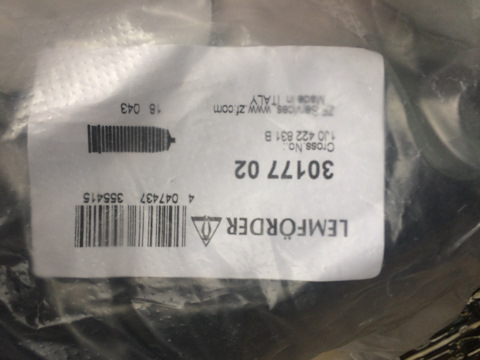 LEMFÖRDER
4 047437 355415
30177 02
Cross.No.:
1J0 422 831 B
ZF Services, www.zf.com
Made in ITALY
16 043